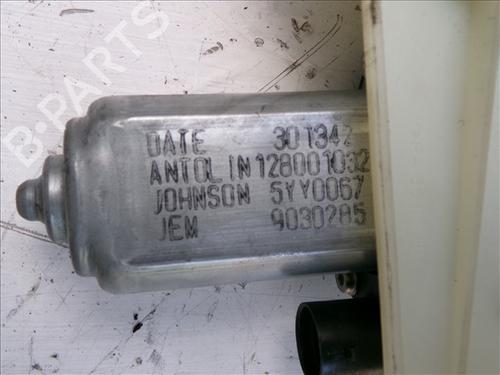 B-PARTS
DATE 301342
ANTOLIN 128001032
JOHNSON 5YY0067
JEM 9030285